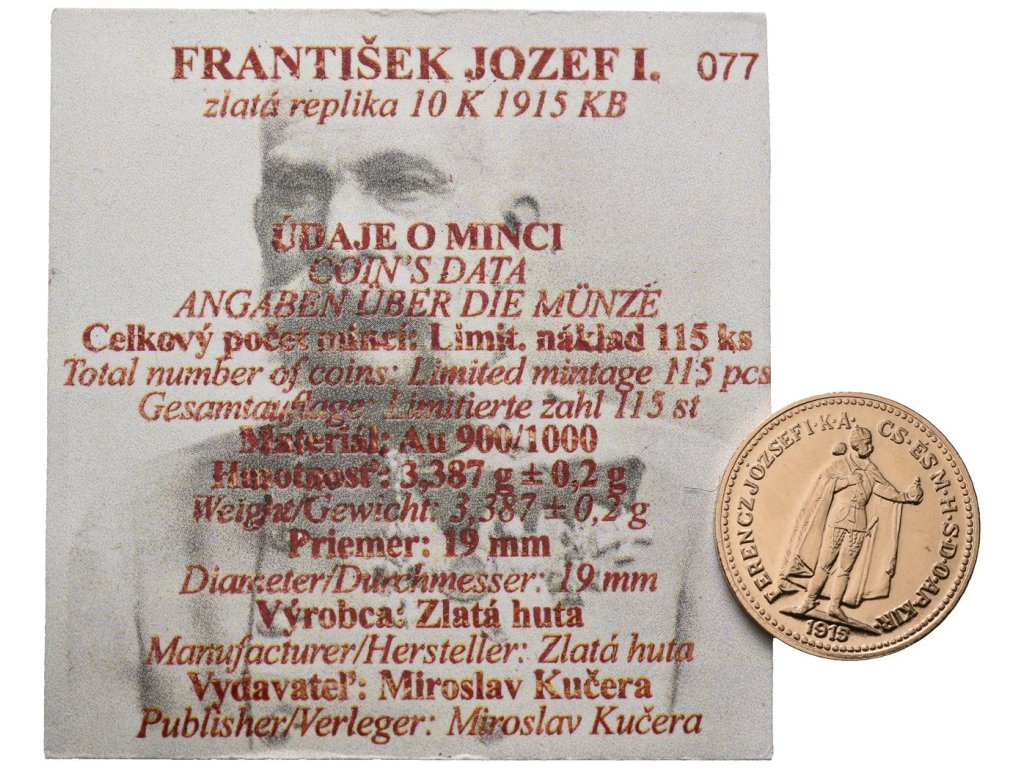 FRANTIŠEK JOZEF I. 077
zlatá replika 10 K 1915 KB
ÚDAJE O MINCI
COIN'S DATA
ANGABEN ÜBER DIE MÜNZE
Celkový počet mincí: Limit. náklad 115 ks
Total number of coins: Limited mintage 115 pcs
Gesamtauflage: Limitierte zahl 115 st
Materiál: Au 900/1000
Hmotnosť: 3,387 g ± 0,2 g
Weight/Gewicht: 3,387 ± 0,2 g
Priemer: 19 mm
Diameter/Durchmesser: 19 mm
Výrobca: Zlatá huta
Manufacturer/Hersteller: Zlatá huta
Vydavateľ: Miroslav Kučera
Publisher/Verleger: Miroslav Kučera
FERENCZ JOZSEF I·K·A· CS·ÉS M·H·S·D·O·AP·KIR
1915